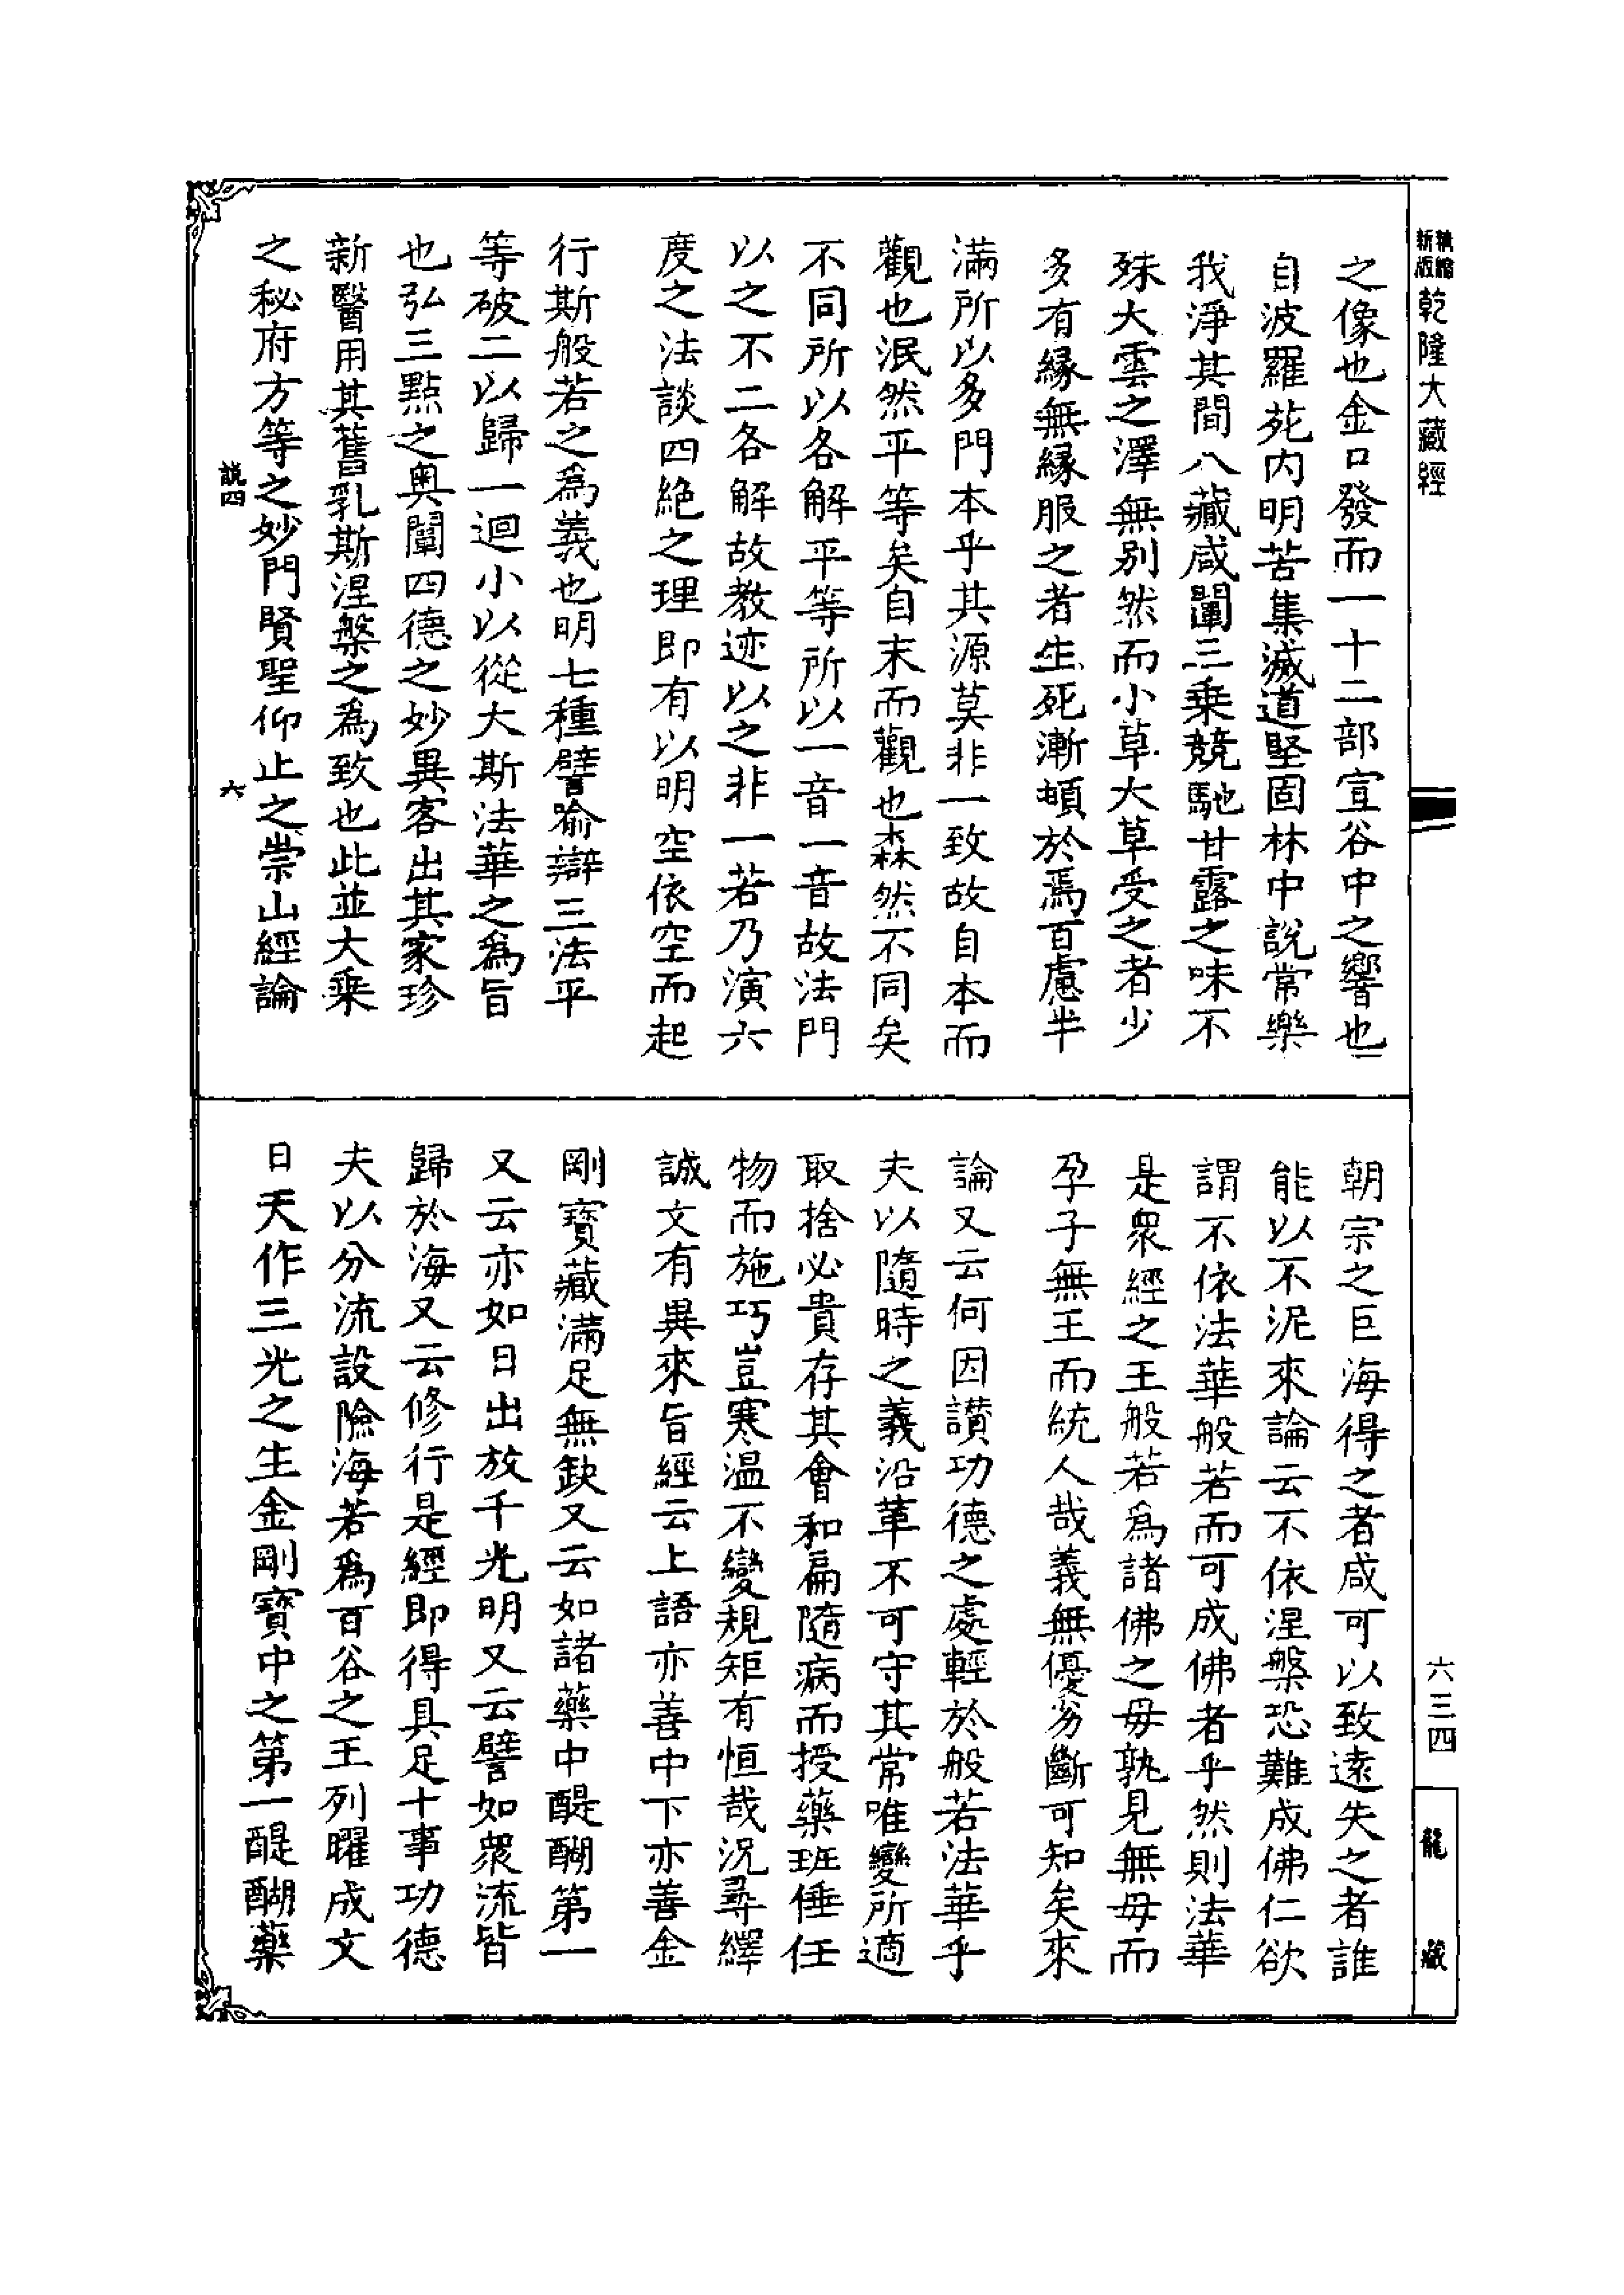 精縮新版
乾隆大藏經
之像也金口發而一十二部宣谷中之響也
自波羅死内明苦集滅道堅固林中説常樂
我淨其間八藏咸闡三乗競馳甘露之味不
殊大雲之澤無别然而小草大草受之者少
多有縁無縁服之者生死漸頓於焉百慮半
滿所以多門本乎其源莫非一致故自本而
觀也泯然平等矣自末而觀也森然不同矣
不同所以各解平等所以一音一音故法門
以之不二各解故教迹以之非一若乃演六
度之法談四絶之理即有以明空依空而起
行斯般若之爲義也明七種譬喻辯三法平
等破二以歸一迴小以從大斯法華之爲旨
也弘三點之奥闡四德之妙異客出其家珍
新醫用其舊乳斯涅槃之爲致也此並大乗
之秘府方等之妙門賢聖仰止之崇山經論
説四
六
朝宗之巨海得之者咸可以致遠失之者誰
能以不泥來論云不依涅槃恐難成佛仁欲
謂不依法華般若而可成佛者乎然則法華
是衆經之王般若爲諸佛之毋孰見無毋而
孕子無王而統人哉義無優劣斷可知矣來
論又云何因讃功德之處輕於般若法華乎
夫以隨時之義沿革不可守其常唯變所適
取捨必貴存其會和扁隨病而授藥班倕任
物而施巧豈寒温不變規矩有恒哉況尋繹
誠文有異來旨經云上語亦善中下亦善金
剛寶藏滿足無缺又云如諸藥中醍醐第一
又云亦如日出放千光明又云譬如衆流皆
歸於海又云修行是經即得具足十事功德
夫以分流設險海若爲百谷之王列曜成文
日天作三光之生金剛寶中之第一醍醐藥
六三四
龍藏